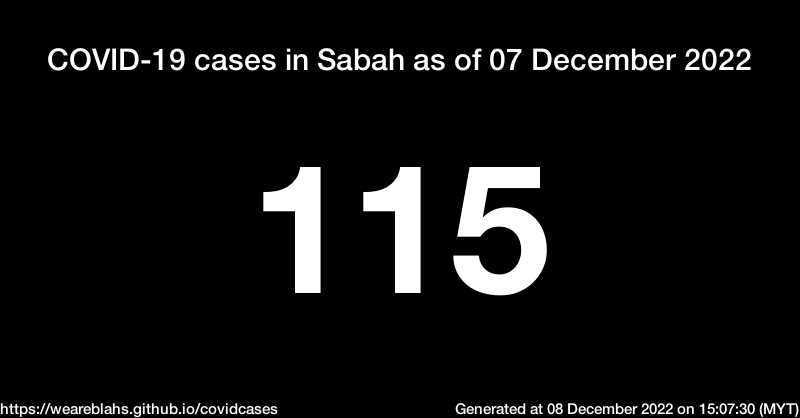 COVID-19 cases in Sabah as of 07 December 2022
115
https://weareblahs.github.io/covidcases
Generated at 08 December 2022 on 15:07:30 (MYT)